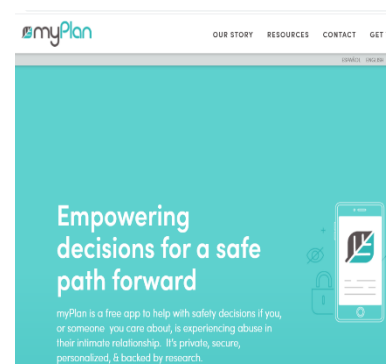 myPlan
OUR STORY RESOURCES CONTACT GET
ESPAÑOL ENGLISH
Empowering
decisions for a safe
path forward
myPlan is a free app to help with safety decisions if you,
or someone you care about, is experiencing abuse in
their intimate relationship. It's private, secure,
personalized, & backed by research.